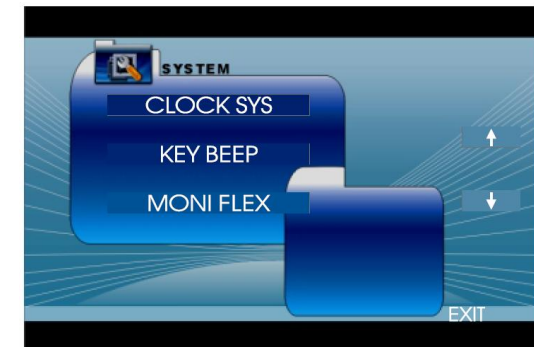 SYSTEM
CLOCK SYS
KEY BEEP
MONI FLEX
EXIT